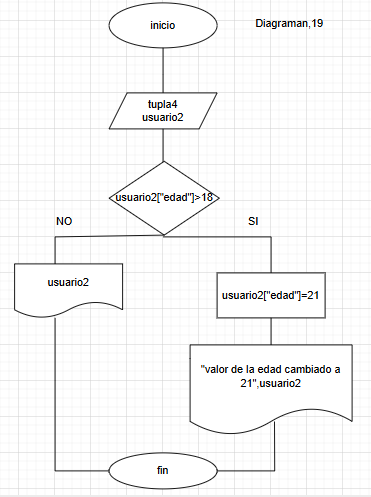 inicio
Diagraman,19
tupla4
usuario2
usuario2["edad"]>18
NO
SI
usuario2
usuario2["edad"]=21
"valor de la edad cambiado a
21",usuario2
fin